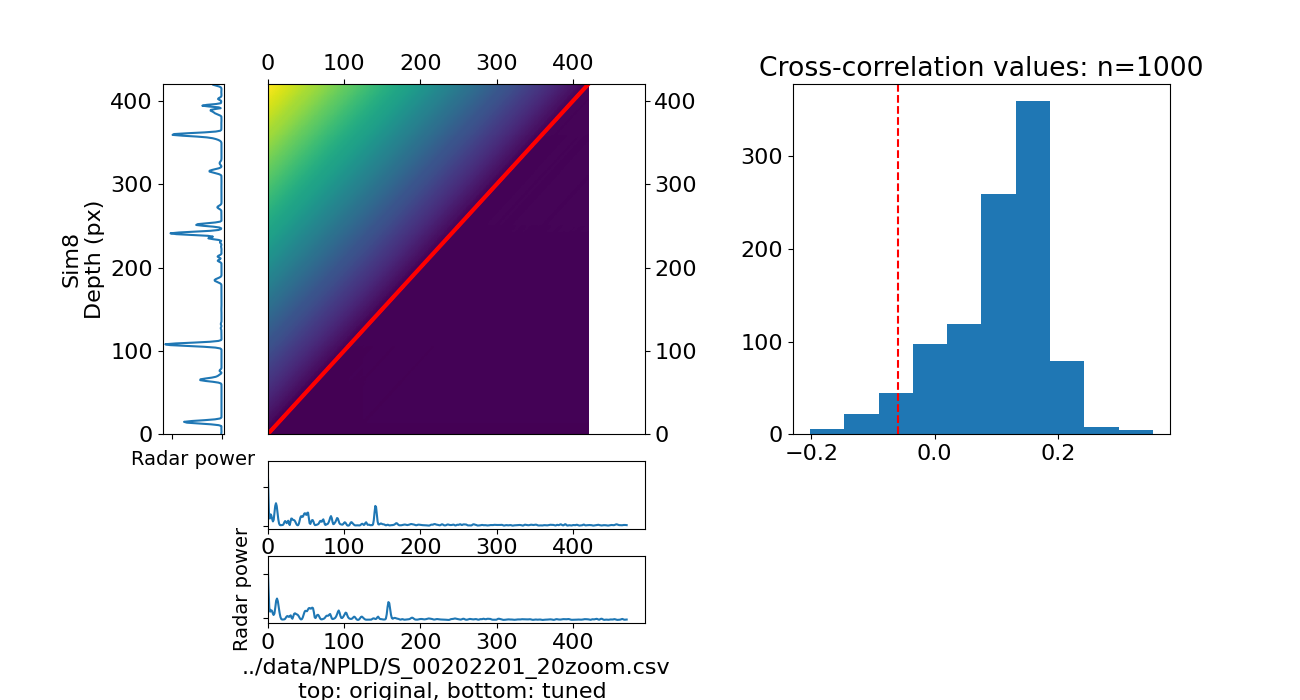 0 100 200 300 400
Cross-correlation values: n=1000
400
300
200
100
0
Sim8
Depth (px)
Radar power
400
300
200
100
0
300
200
100
0
−0.2 0.0 0.2
0 100 200 300 400
Radar power
0 100 200 300 400
../data/NPLD/S_00202201_20zoom.csv
top: original, bottom: tuned